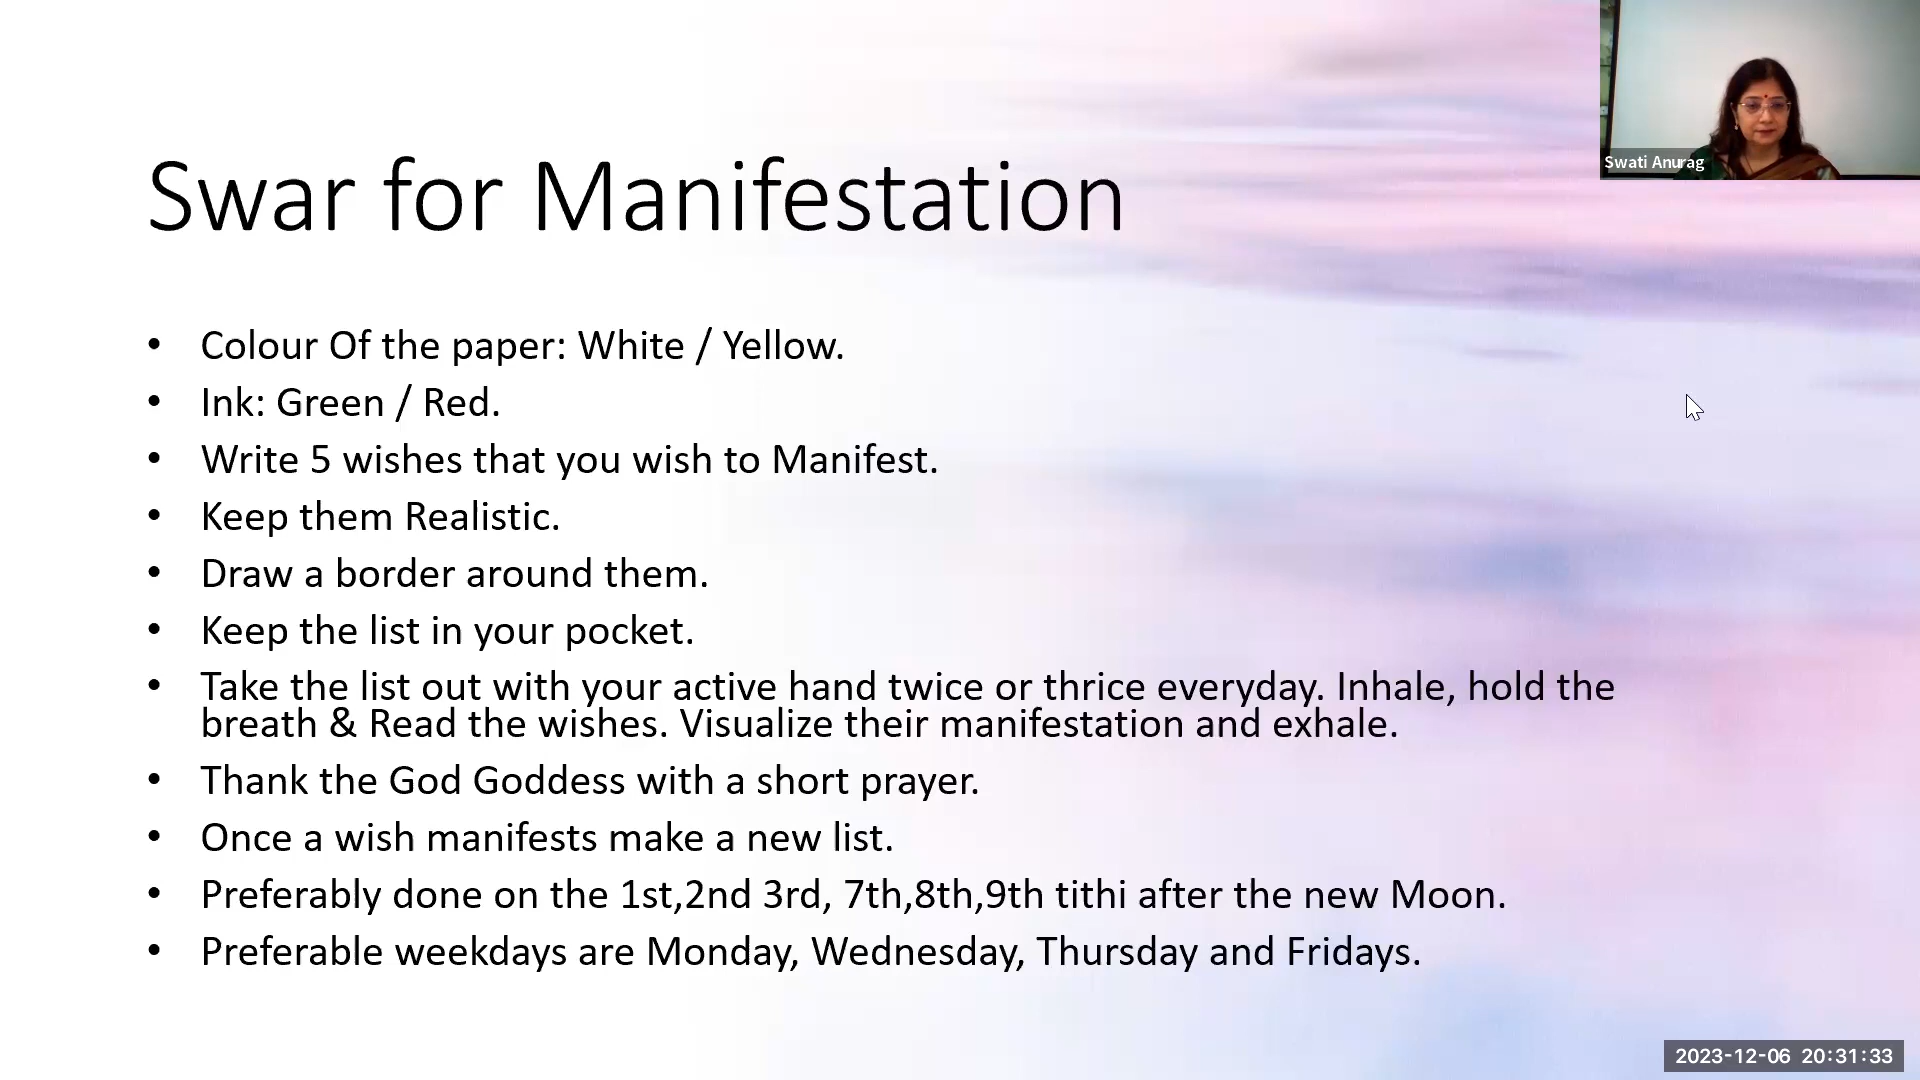 Swati Anurag
Swar for Manifestation
• Colour Of the paper: White / Yellow.
• Ink: Green / Red.
• Write 5 wishes that you wish to Manifest.
• Keep them Realistic.
• Draw a border around them.
• Keep the list in your pocket.
• Take the list out with your active hand twice or thrice everyday. Inhale, hold the
breath & Read the wishes. Visualize their manifestation and exhale.
• Thank the God Goddess with a short prayer.
• Once a wish manifests make a new list.
• Preferably done on the 1st,2nd 3rd, 7th,8th,9th tithi after the new Moon.
• Preferable weekdays are Monday, Wednesday, Thursday and Fridays.
2023-12-06 20:31:33